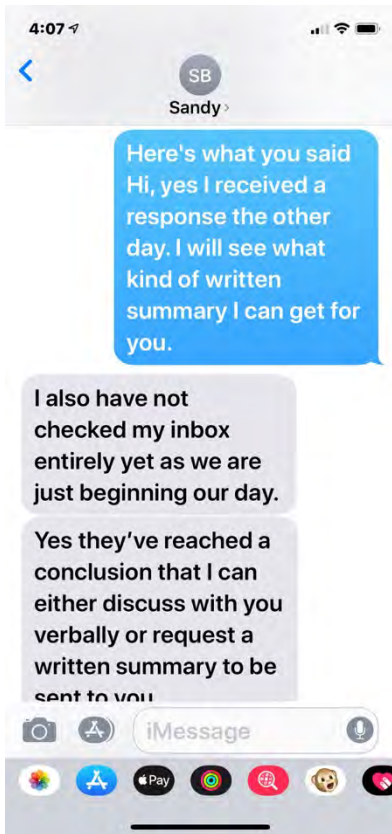 4:07
SB
Sandy
Here's what you said
Hi, yes I received a
response the other
day. I will see what
kind of written
summary I can get for
you.
I also have not
checked my inbox
entirely yet as we are
just beginning our day.
Yes they’ve reached a
conclusion that I can
either discuss with you
verbally or request a
written summary to be
sent to you
iMessage
Pay